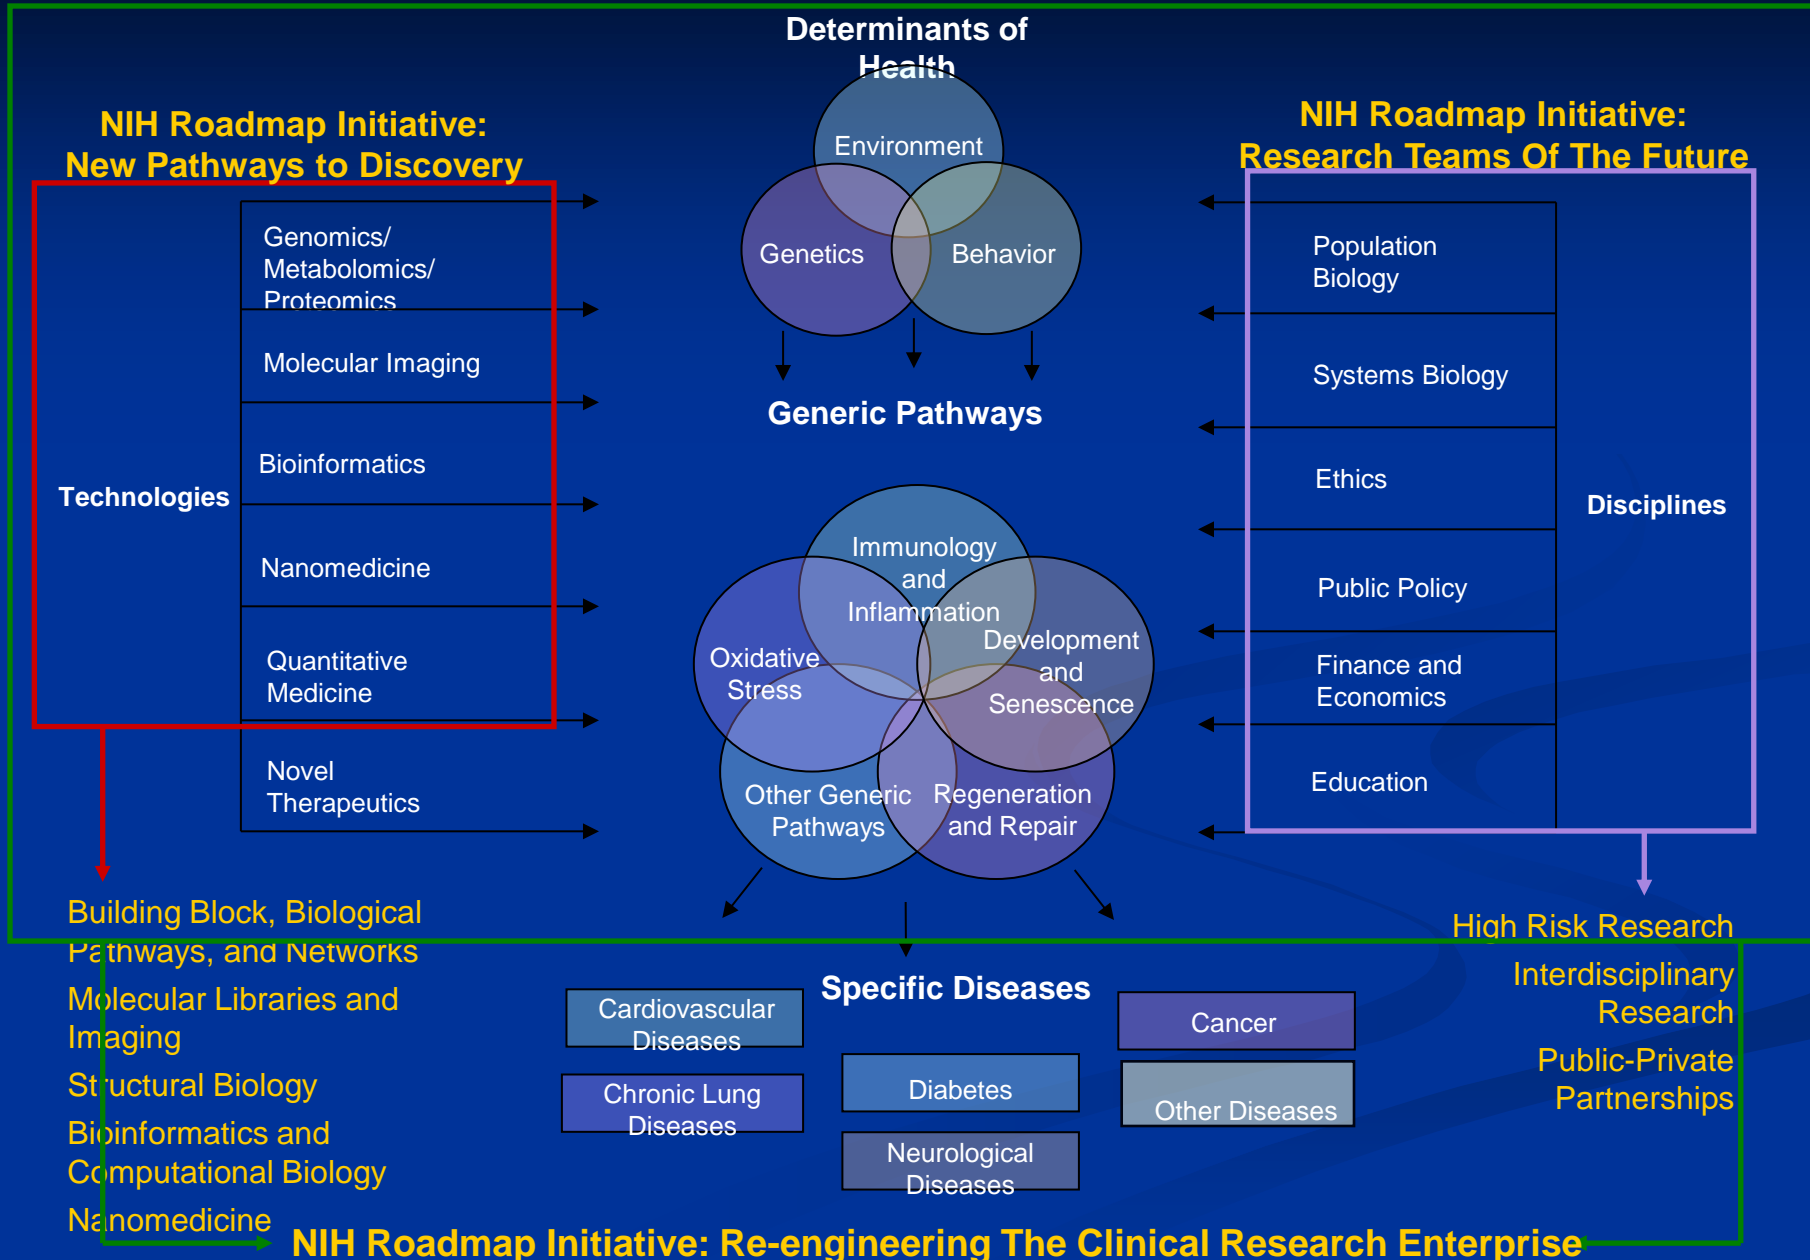 Determinants of
Health
NIH Roadmap Initiative:
New Pathways to Discovery
NIH Roadmap Initiative:
Research Teams Of The Future
Environment
Genetics
Behavior
Technologies
Genomics/
Metabolomics/
Proteomics
Molecular Imaging
Bioinformatics
Nanomedicine
Quantitative
Medicine
Novel
Therapeutics
Generic Pathways
Immunology
and
Inflammation
Oxidative
Stress
Development
and
Senescence
Other Generic
Pathways
Regeneration
and Repair
Population
Biology
Systems Biology
Ethics
Public Policy
Finance and
Economics
Education
Disciplines
Building Block, Biological
Pathways, and Networks
Molecular Libraries and
Imaging
Structural Biology
Bioinformatics and
Computational Biology
Nanomedicine
Specific Diseases
Cardiovascular
Diseases
Chronic Lung
Diseases
Diabetes
Neurological
Diseases
Cancer
Other Diseases
High Risk Research
Interdisciplinary
Research
Public-Private
Partnerships
NIH Roadmap Initiative: Re-engineering The Clinical Research Enterprise